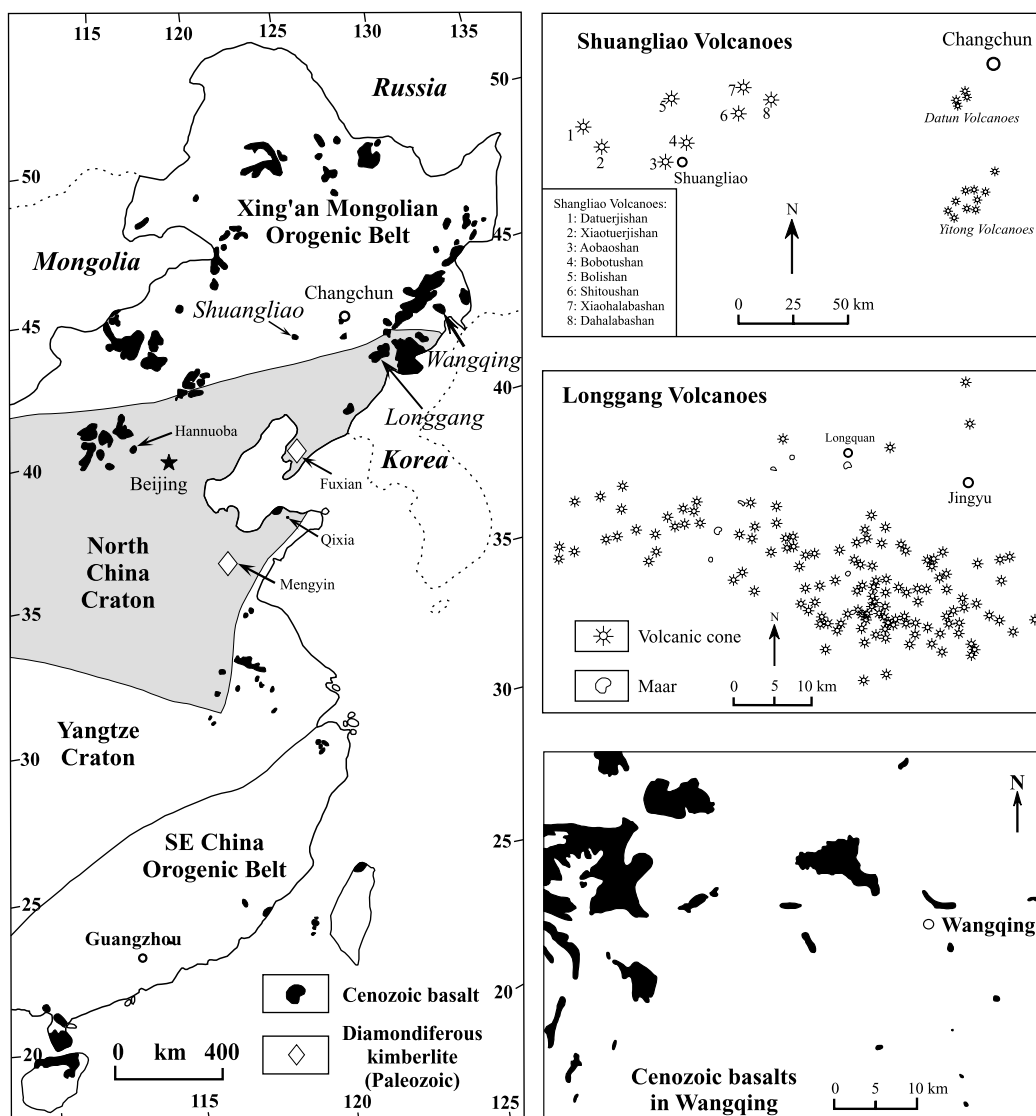 115
120
130
135
Russia
50
50
Xing'an Mongolian
Orogenic Belt
45
Mongolia
Changchun
Shuangliao
45
Wangqing
40
Longgang
Hannuoba
Korea
40
Beijing
Fuxian
Qixia
35
North
China
Craton
Mengyin
35
30
Yangtze
Craton
30
SE China
Orogenic Belt
25
25
Guangzhou
Cenozoic basalt
20
Diamondiferous
kimberlite
(Paleozoic)
20
0 km 400
115
120
125
Shuangliao Volcanoes
Changchun
7
5
6
8
Datun Volcanoes
1
2
4
3
Shuangliao
Shangliao Volcanoes:
1: Datuerjishan
2: Xiaotuerjishan
3: Aobaoshan
4: Bobotushan
5: Bolishan
6: Shitoushan
7: Xiaohalabashan
8: Dahalabashan
N
Yitong Volcanoes
0 25 50 km
Longgang Volcanoes
Longquan
Jingyu
N
Volcanic cone
Maar
0 5 10 km
N
Wangqing
Cenozoic basalts
in Wangqing
0 5 10 km